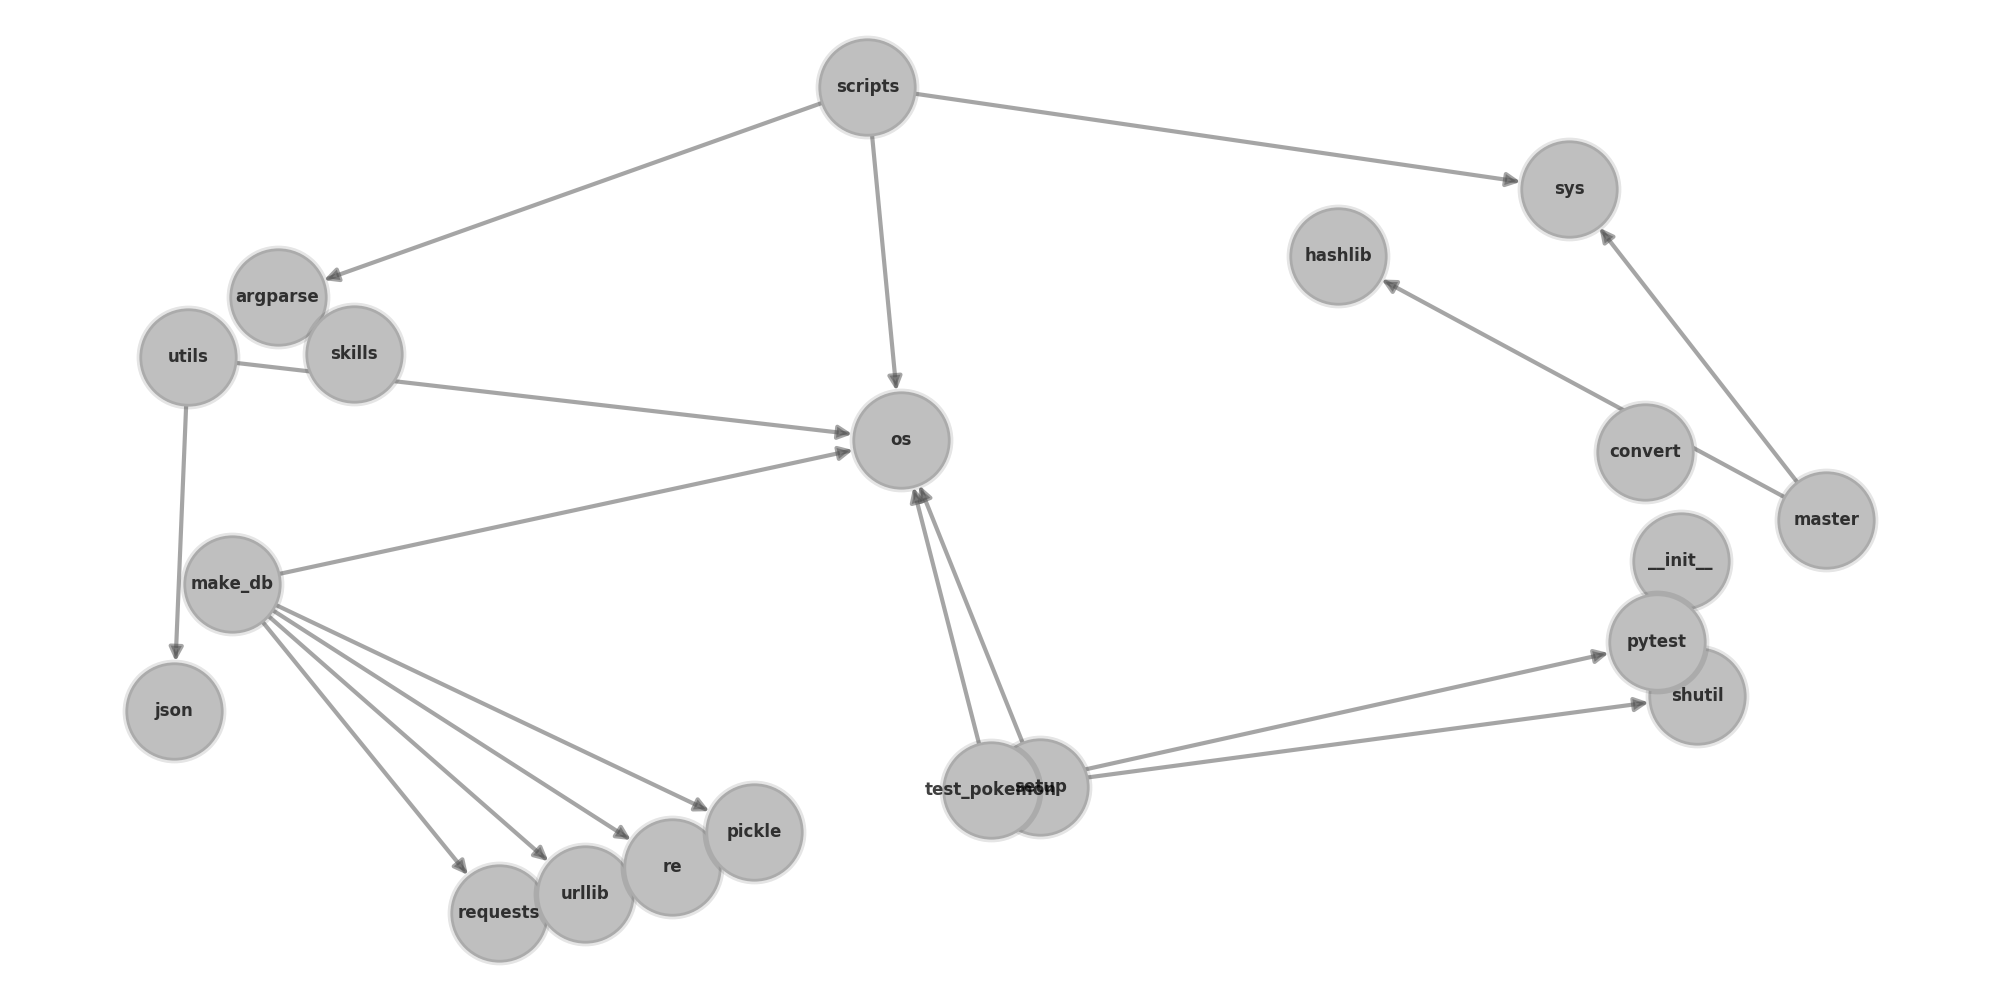 scripts
sys
hashlib
argparse
skills
utils
os
convert
master
__init__
make_db
pytest
shutil
json
test_pokemon
setup
pickle
re
urllib
requests